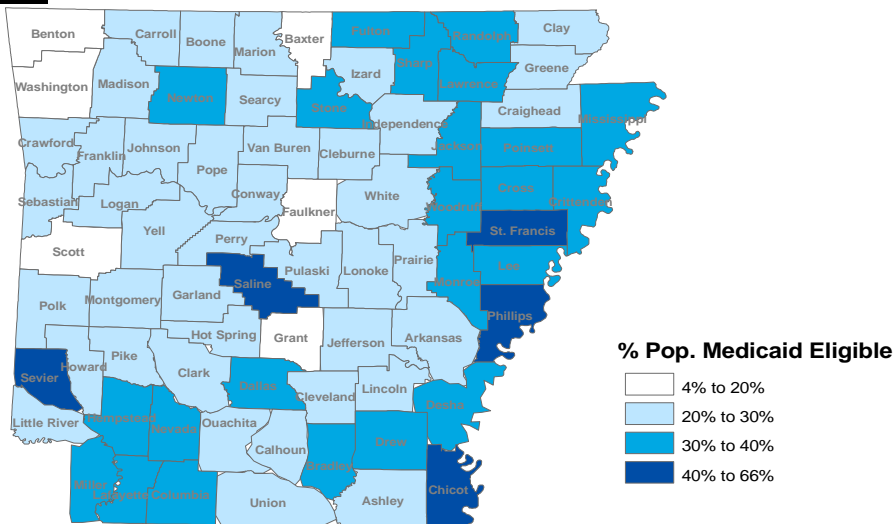 Benton
Carroll
Boone
Marion
Baxter
Fulton
Randolph
Clay
Sharp
Izard
Lawrence
Greene
Washington
Madison
Newton
Searcy
Stone
Independence
Craighead
Mississippi
Crawford
Franklin
Johnson
Pope
Van Buren
Cleburne
Jackson
Poinsett
Sebastian
Logan
Conway
Faulkner
White
Woodruff
Cross
Crittenden
Scott
Yell
Perry
Pulaski
Lonoke
Prairie
St. Francis
Lee
Monroe
Polk
Montgomery
Garland
Saline
Hot Spring
Grant
Jefferson
Arkansas
Phillips
Sevier
Howard
Pike
Clark
Dallas
Cleveland
Lincoln
Desha
Little River
Hempstead
Nevada
Ouachita
Calhoun
Bradley
Drew
Miller
Lafayette
Columbia
Union
Ashley
Chicot
% Pop. Medicaid Eligible
4% to 20%
20% to 30%
30% to 40%
40% to 66%